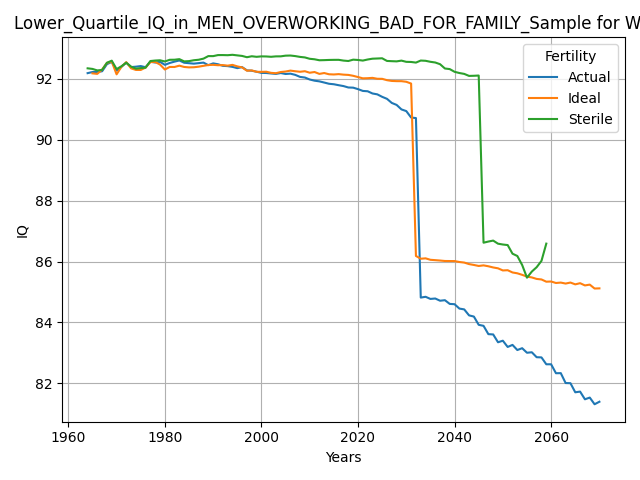 Lower_Quartile_IQ_in_MEN_OVERWORKING_BAD_FOR_FAMILY_Sample for W
Fertility
Actual
Ideal
Sterile
92
90
88
86
84
82
IQ
1960
1980
2000
2020
2040
2060
Years